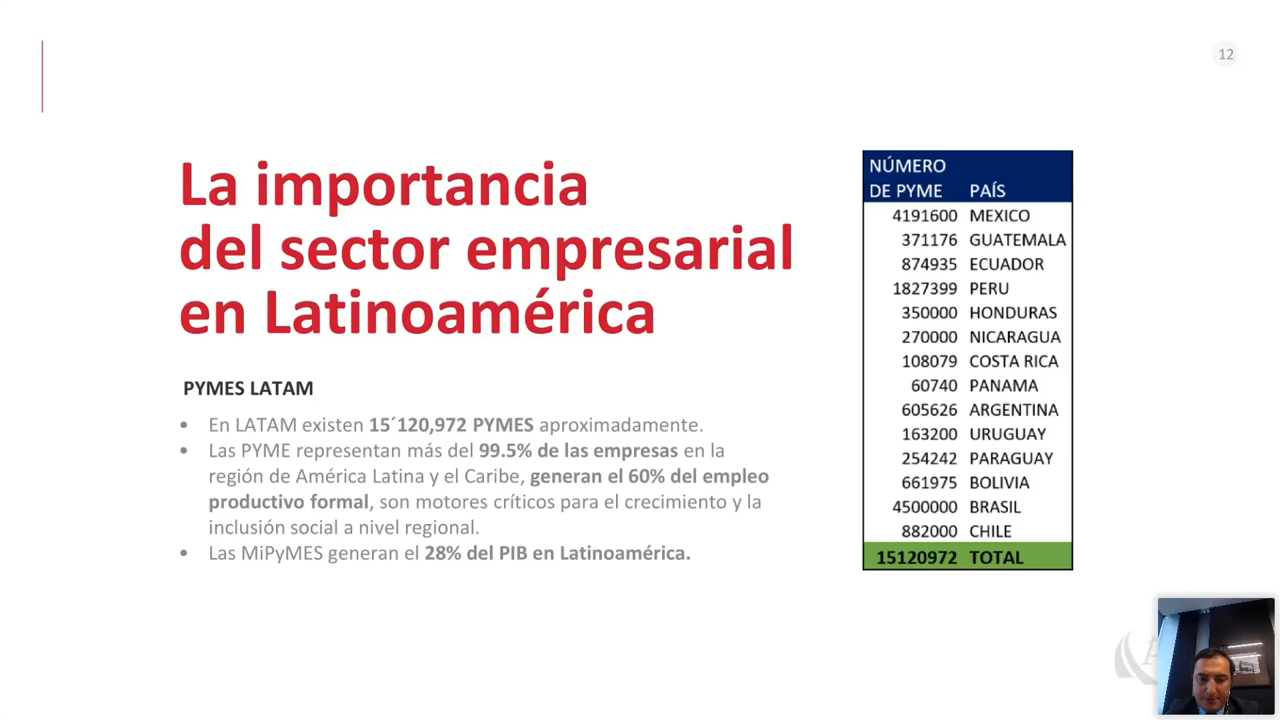 12
La importancia
del sector empresarial
en Latinoamérica
PYMES LATAM
• En LATAM existen 15´120,972 PYMES aproximadamente.
• Las PYME representan más del 99.5% de las empresas en la
región de América Latina y el Caribe, generan el 60% del empleo
productivo formal, son motores críticos para el crecimiento y la
inclusión social a nivel regional.
• Las MiPyMES generan el 28% del PIB en Latinoamérica.
NÚMERO
DE PYME PAÍS
4191600 MEXICO
371176 GUATEMALA
874935 ECUADOR
1827399 PERU
350000 HONDURAS
270000 NICARAGUA
108079 COSTA RICA
60740 PANAMA
605626 ARGENTINA
163200 URUGUAY
254242 PARAGUAY
661975 BOLIVIA
4500000 BRASIL
882000 CHILE
15120972 TOTAL